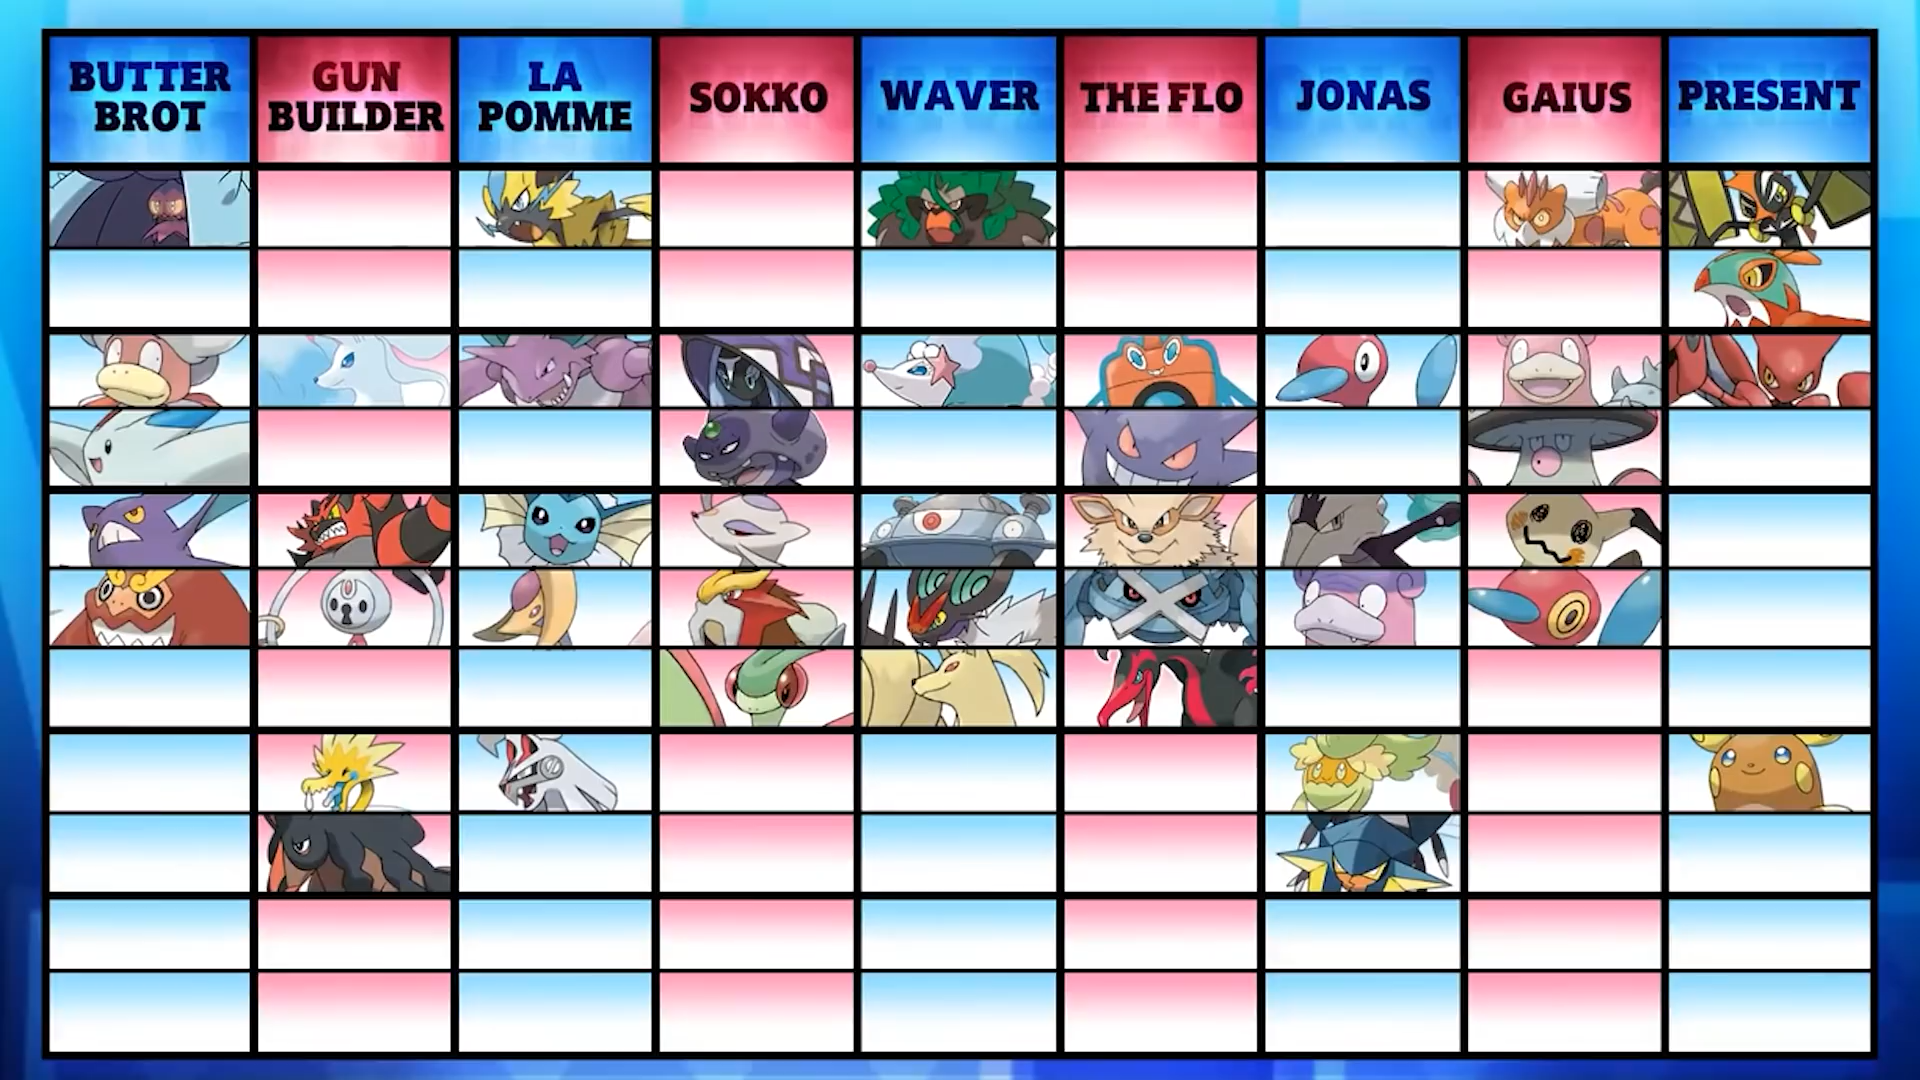 BUTTER
BROT
GUN
BUILDER
LA
POMME
SOKKO
WAVER
THE FLO
JONAS
GAIUS
PRESENT